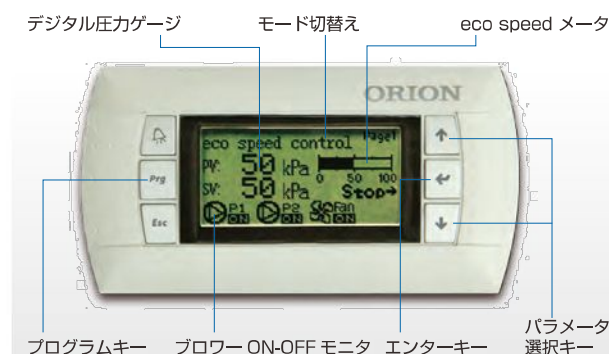 デジタル圧力ゲージ モード切替え eco speed メータ
ORION
Page1
eco speed control
PV: 50 kPa
0 50 100
SV: 50 kPa Stop→
P1 ON P2 ON Fan ON
Prg
Esc
プログラムキー ブロワー ON-OFF モニタ エンターキー パラメータ
選択キー